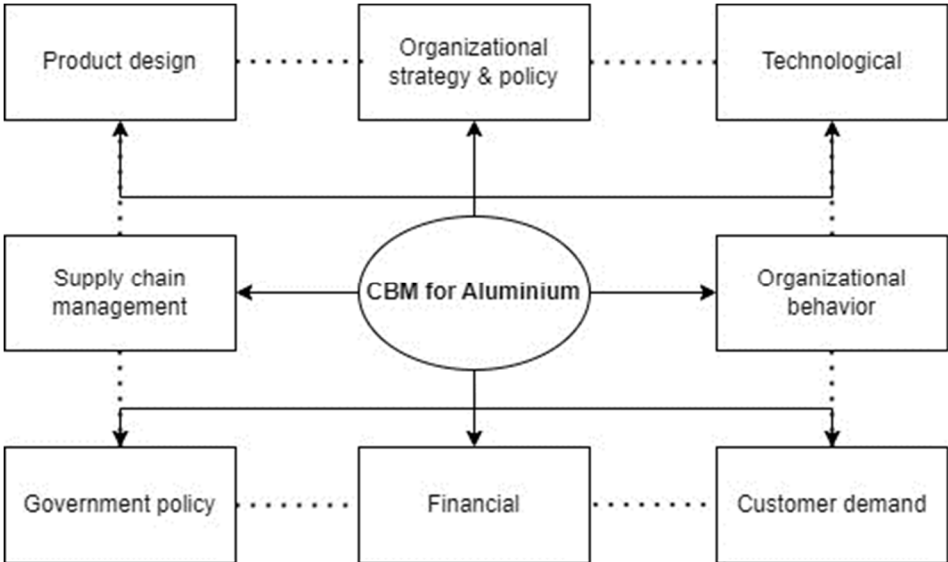 Product design
Organizational
strategy & policy
Technological
Supply chain
management
CBM for Aluminium
Organizational
behavior
Government policy
Financial
Customer demand